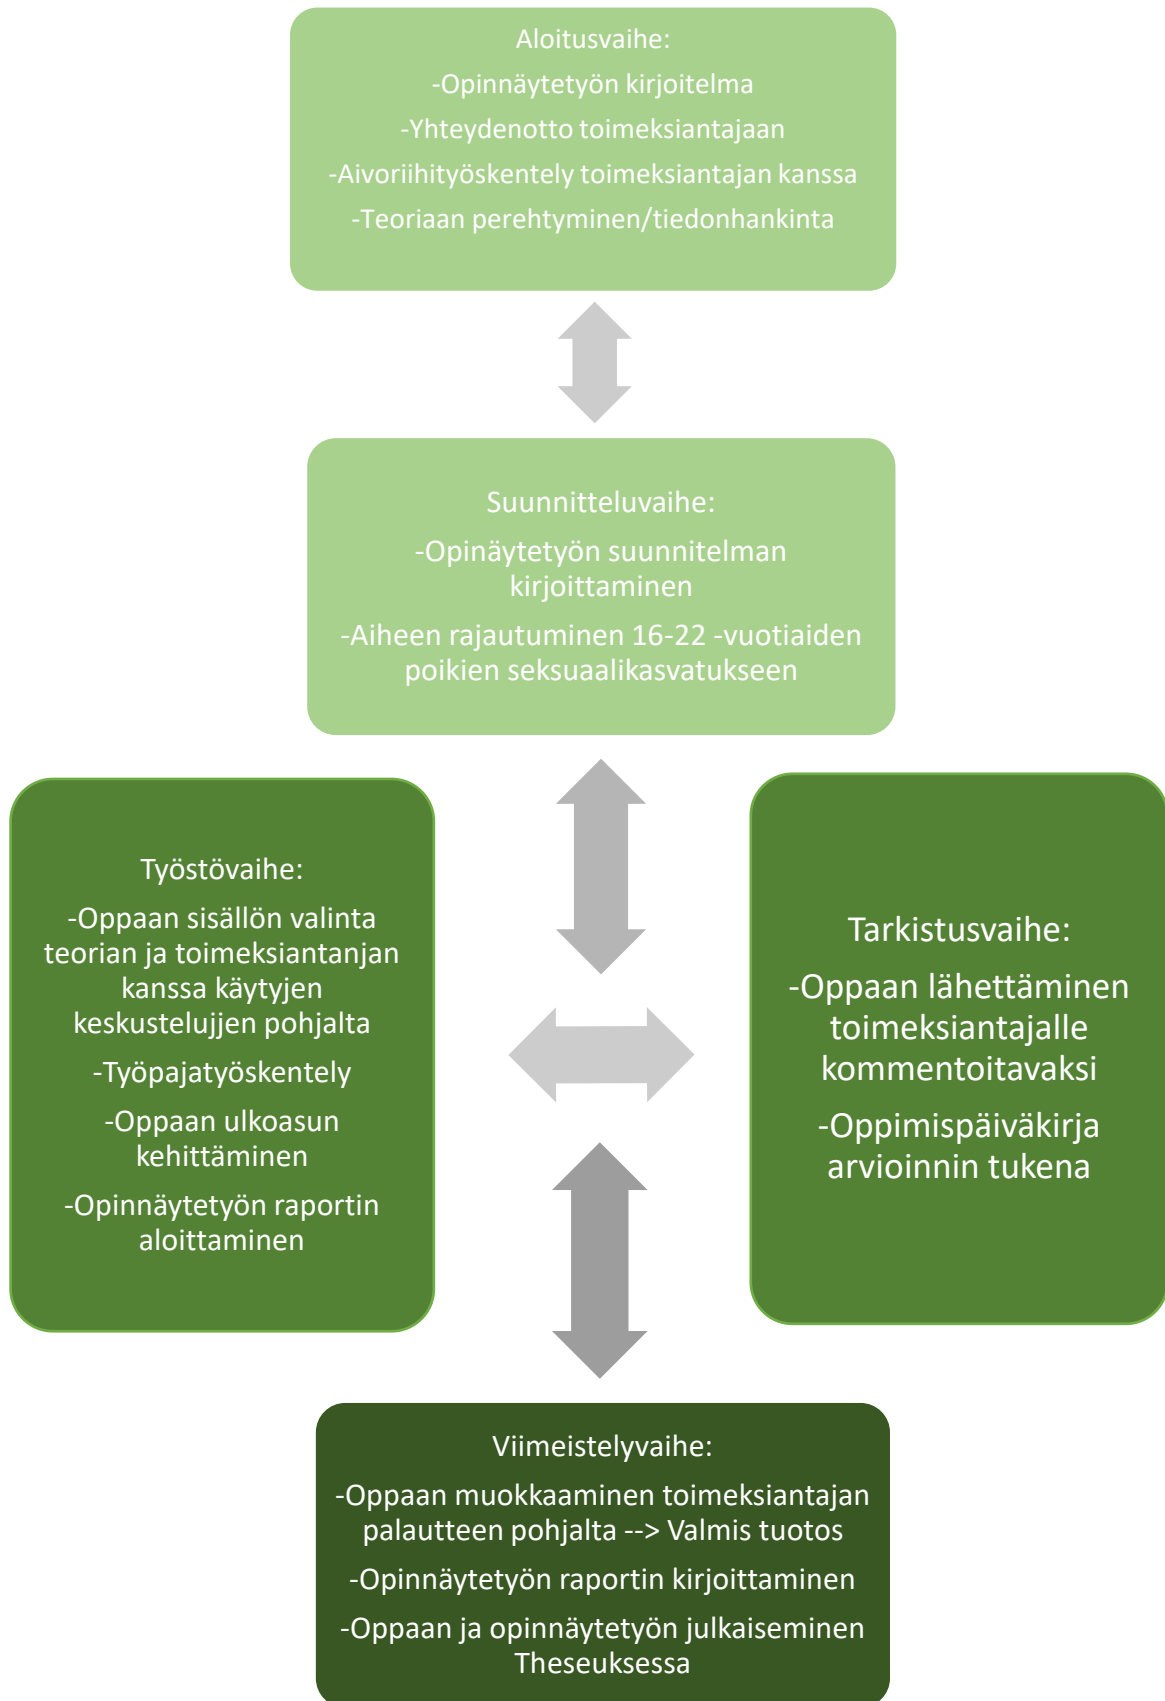 Aloitusvaihe:
-Opinnäytetyön kirjoitelma
-Yhteydenotto toimeksiantajaan
-Aivoriihityöskentely toimeksiantajan kanssa
-Teoriaan perehtyminen/tiedonhankinta
Suunnitteluvaihe:
-Opinäytetyön suunnitelman
kirjoittaminen
-Aiheen rajautuminen 16-22 -vuotiaiden
poikien seksuaalikasvatukseen
Työstövaihe:
-Oppaan sisällön valinta
teorian ja toimeksiantanjan
kanssa käytyjen
keskustelujjen pohjalta
-Työpajatyöskentely
-Oppaan ulkoasun
kehittäminen
-Opinnäytetyön raportin
aloittaminen
Tarkistusvaihe:
-Oppaan lähettäminen
toimeksiantajalle
kommentoitavaksi
-Oppimispäiväkirja
arvioinnin tukena
Viimeistelyvaihe:
-Oppaan muokkaaminen toimeksiantajan
palautteen pohjalta --> Valmis tuotos
-Opinnäytetyön raportin kirjoittaminen
-Oppaan ja opinnäytetyön julkaiseminen
Theseuksessa